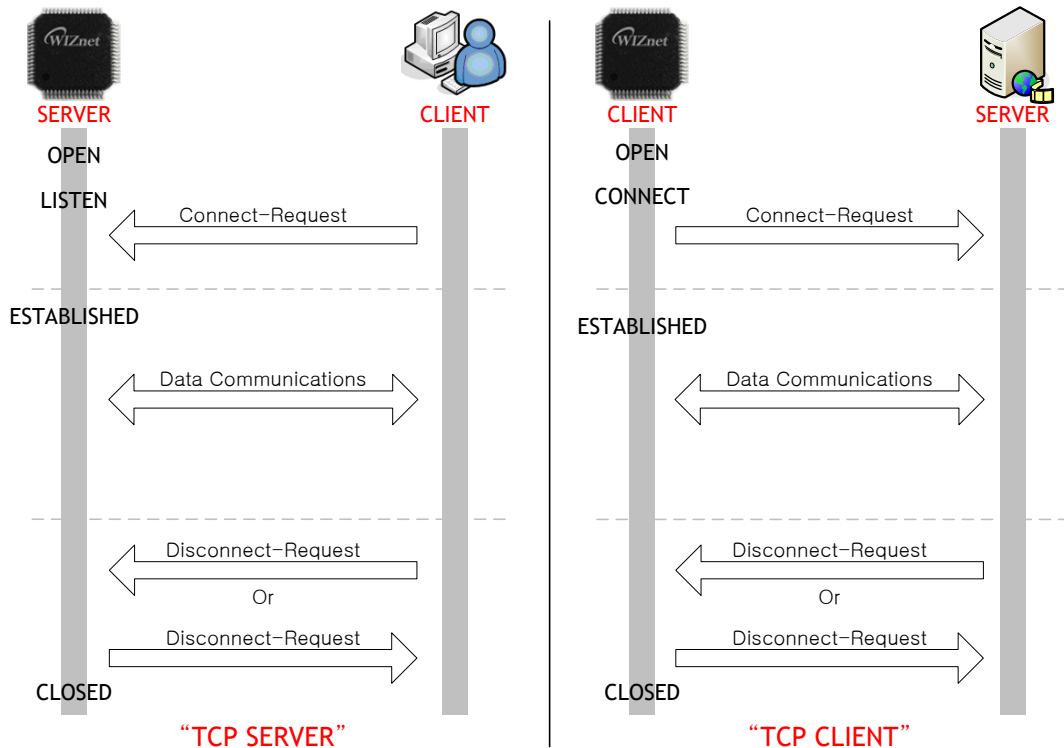 WIZnet
SERVER
CLIENT
OPEN
LISTEN
Connect-Request
ESTABLISHED
Data Communications
Disconnect-Request
Or
Disconnect-Request
CLOSED
“TCP SERVER”
WIZnet
CLIENT
SERVER
OPEN
CONNECT
Connect-Request
ESTABLISHED
Data Communications
Disconnect-Request
Or
Disconnect-Request
CLOSED
“TCP CLIENT”